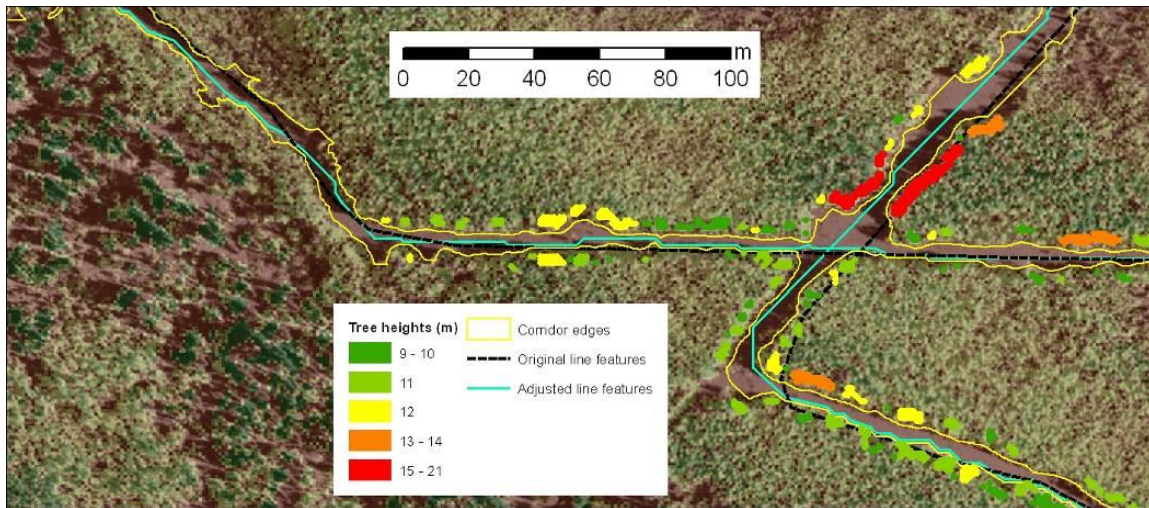 m
0 20 40 60 80 100
Tree heights (m)
9 - 10
11
12
13 - 14
15 - 21
Corridor edges
Original line features
Adjusted line features